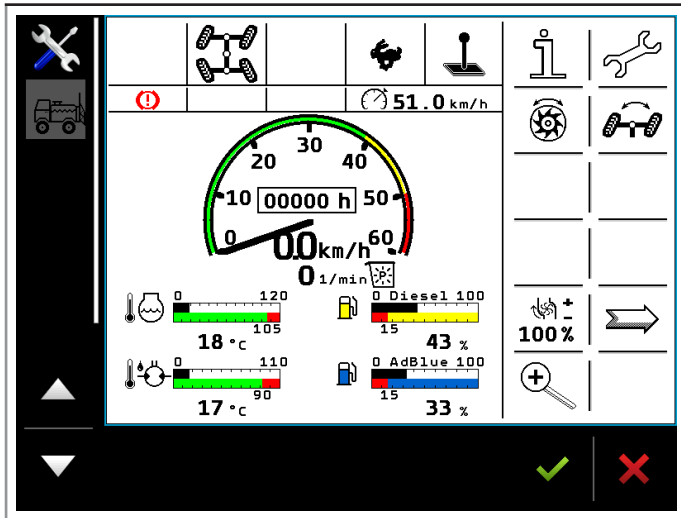 51.0 km/h
30
20 40
10 00000 h 50
0 0.0 km/h 60
0 1/min P
0 120 0 Diesel 100
105 15
18 °C 43 %
100%
0 110 0 AdBlue 100
90 15
17 °C 33 %